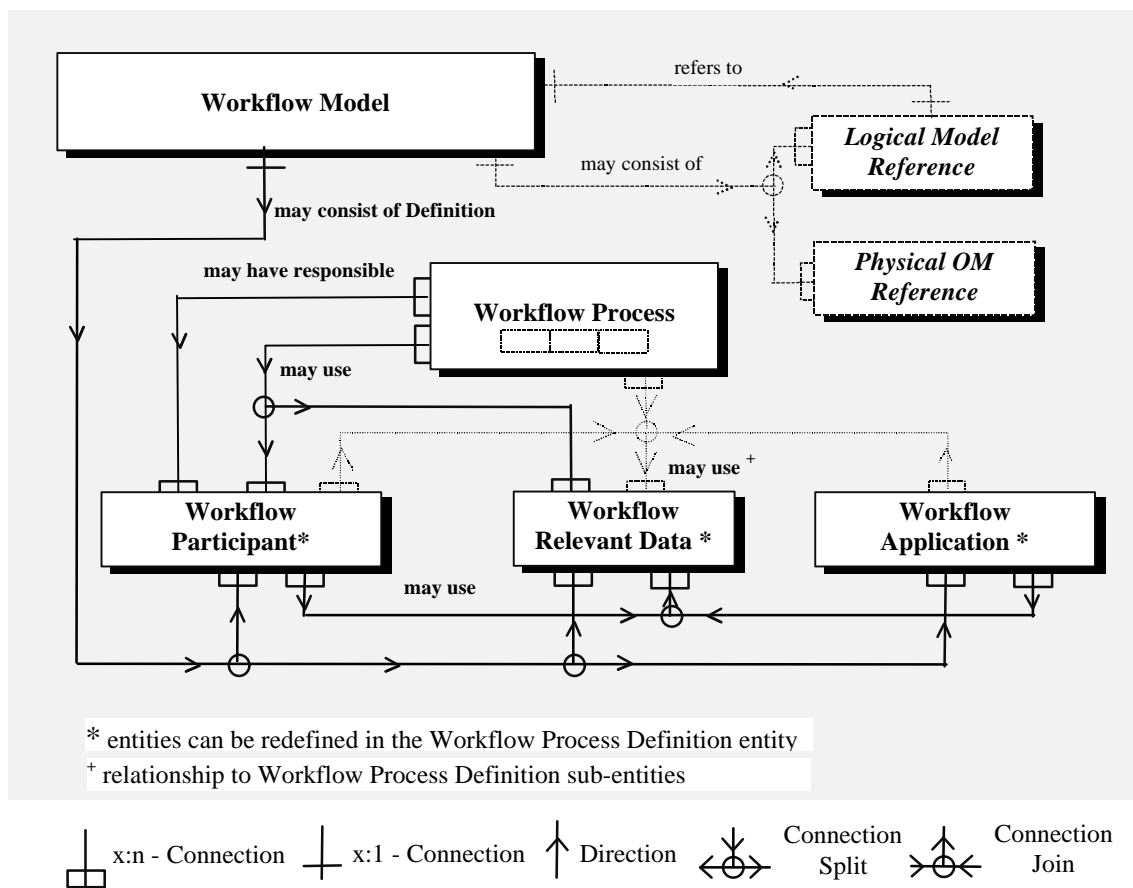 Workflow Model
refers to
Logical Model
Reference
may consist of
may consist of Definition
Physical OM
Reference
may have responsible
Workflow Process
may use
may use +
Workflow
Participant*
Workflow
Relevant Data *
Workflow
Application *
may use
* entities can be redefined in the Workflow Process Definition entity
+ relationship to Workflow Process Definition sub-entities
x:n - Connection
x:1 - Connection
Direction
Connection
Split
Connection
Join